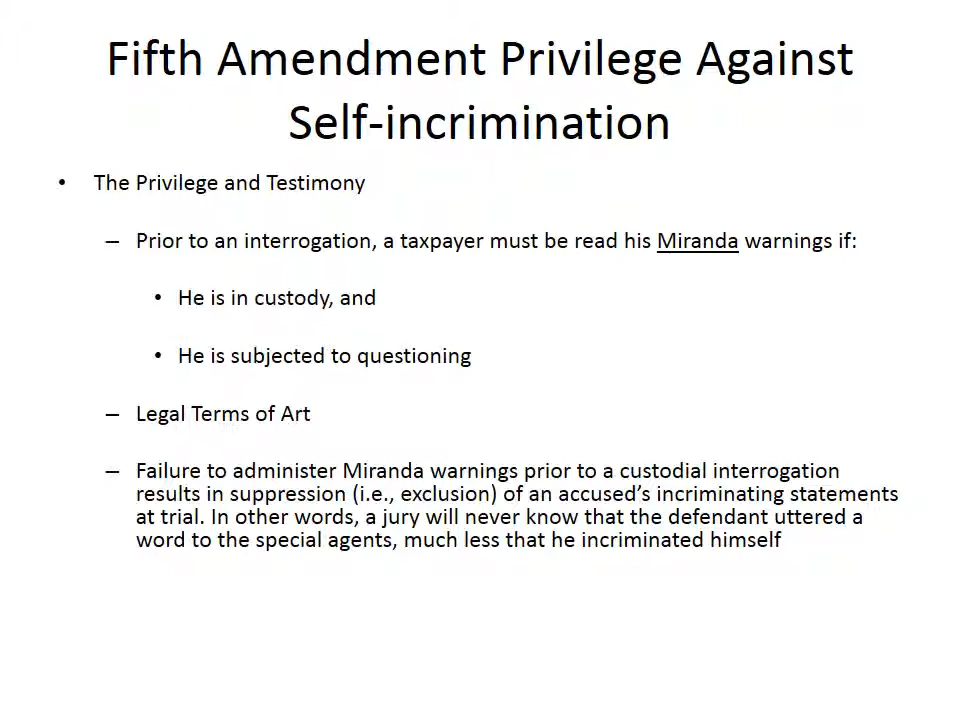 Fifth Amendment Privilege Against
Self-incrimination
• The Privilege and Testimony
– Prior to an interrogation, a taxpayer must be read his Miranda warnings if:
• He is in custody, and
• He is subjected to questioning
– Legal Terms of Art
– Failure to administer Miranda warnings prior to a custodial interrogation
results in suppression (i.e., exclusion) of an accused’s incriminating statements
at trial. In other words, a jury will never know that the defendant uttered a
word to the special agents, much less that he incriminated himself